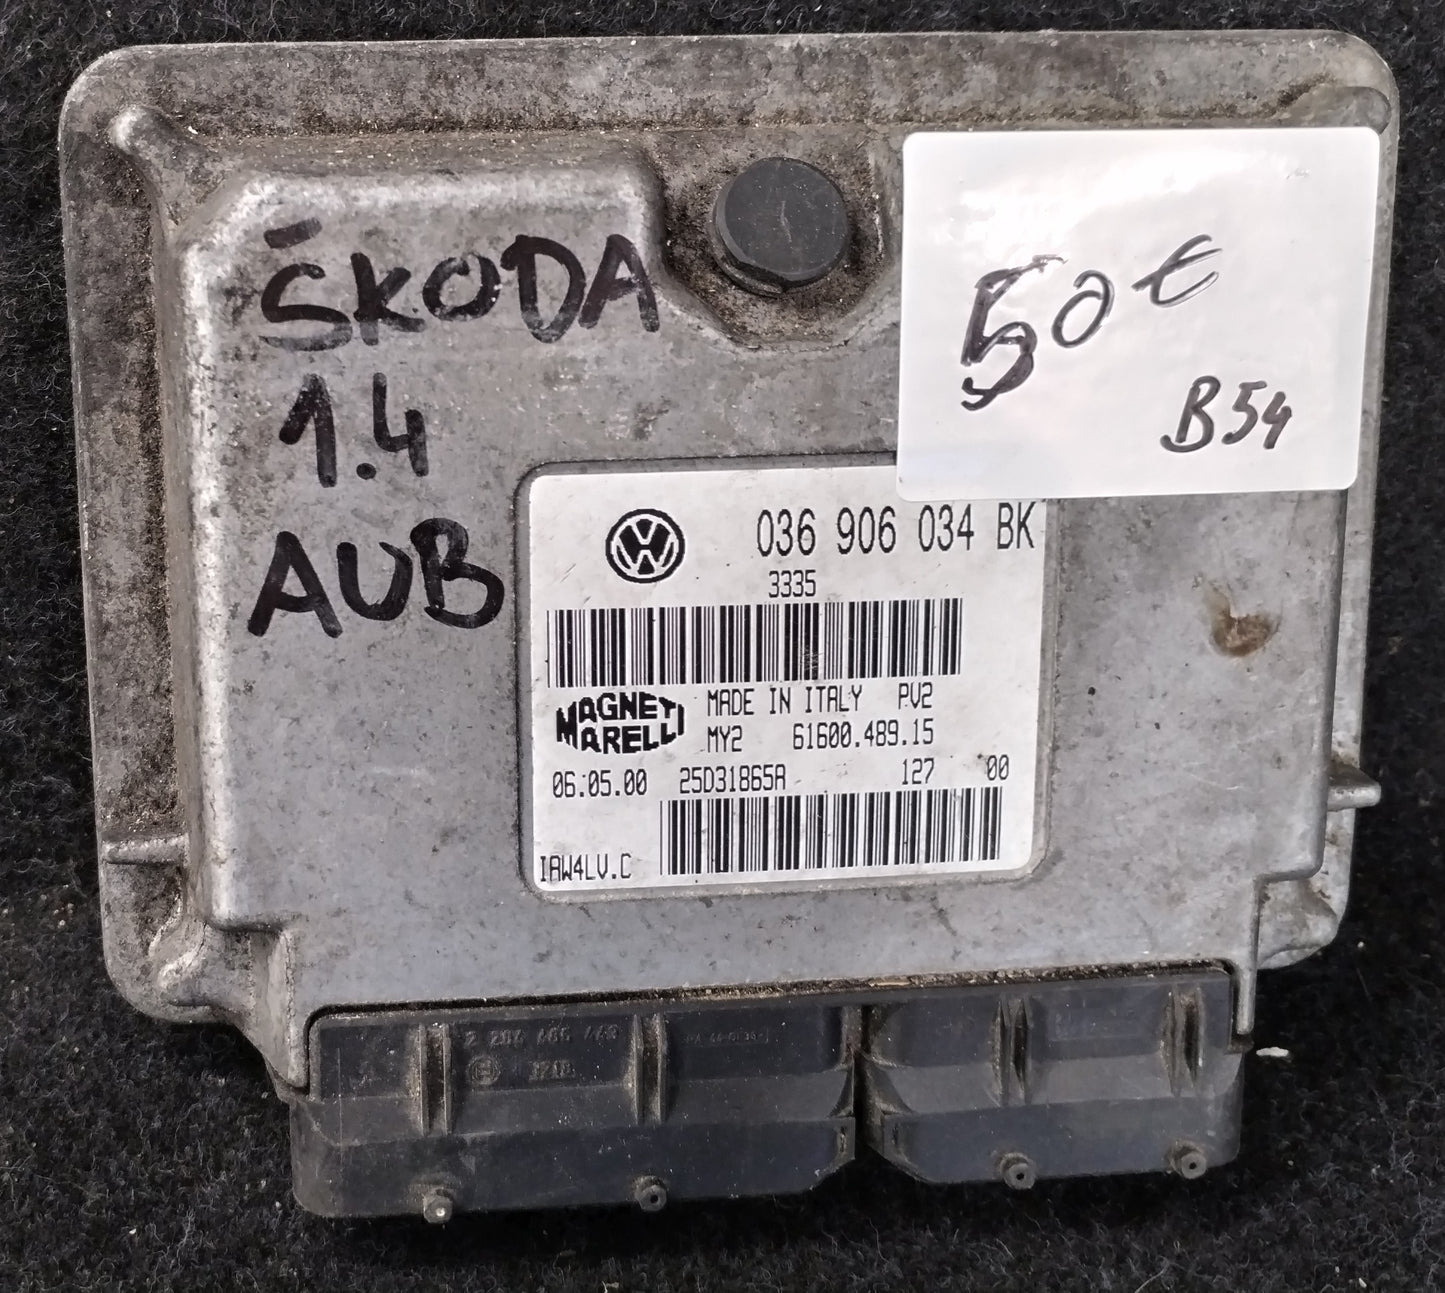 ŠKODA
1.4
AUB
50€
B54
036 906 034 BK
3335
MAGNETI
MARELLI
MADE IN ITALY PV2
MY2 61600.489.15
06.05.00 25D31865A 127 00
IAW4LV.C